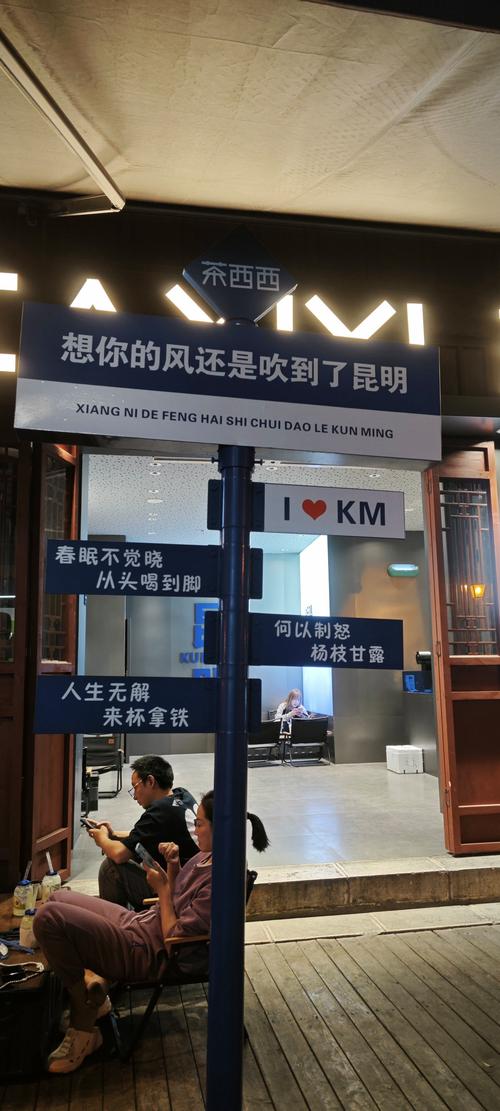 茶西西
想你的风还是吹到了昆明
XIANG NI DE FENG HAI SHI CHUI DAO LE KUN MING
I ❤ KM
春眠不觉晓
从头喝到脚
何以制怒
杨枝甘露
人生无解
来杯拿铁